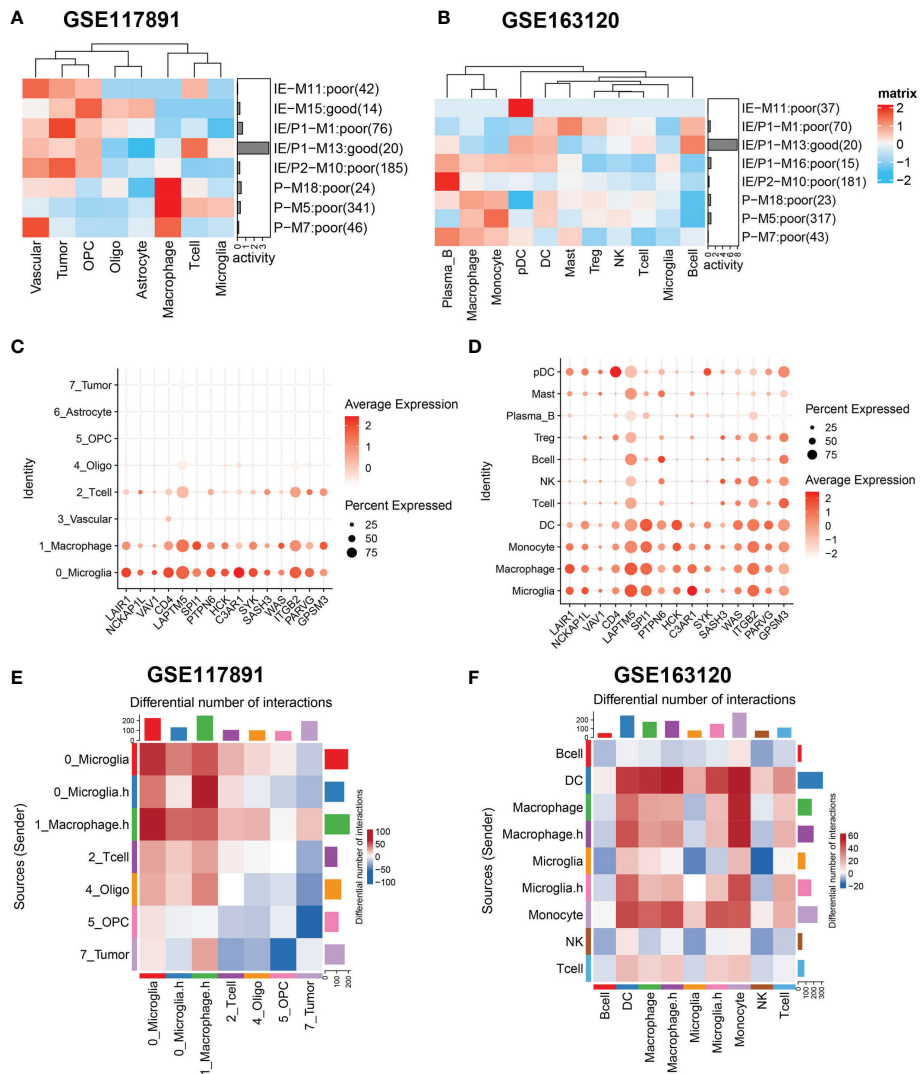 A
GSE117891
IE-M11:poor(42)
IE-M15:good(14)
IE/P1-M1:poor(76)
IE/P1-M13:good(20)
IE/P2-M10:poor(185)
P-M18:poor(24)
P-M5:poor(341)
P-M7:poor(46)
0 1 2 3
activity
Vascular
Tumor
OPC
Oligo
Astrocyte
Macrophage
Tcell
Microglia
B
GSE163120
IE-M11:poor(37)
IE/P1-M1:poor(70)
IE/P1-M13:good(20)
IE/P1-M16:poor(15)
IE/P2-M10:poor(181)
P-M18:poor(23)
P-M5:poor(317)
P-M7:poor(43)
0 2 4 6 8
activity
Plasma_B
Macrophage
Monocyte
pDC
DC
Mast
Treg
NK
Tcell
Microglia
Bcell
matrix
2
1
0
-1
-2
C
Identity
7_Tumor
6_Astrocyte
5_OPC
4_Oligo
2_Tcell
3_Vascular
1_Macrophage
0_Microglia
LAIR1
NCKAP1L
VAV1
CD4
LAPTM5
SPI1
PTPN6
HCK
C3AR1
SYK
SASH3
WAS
ITGB2
PARVG
GPSM3
Average Expression
2
1
0
Percent Expressed
25
50
75
D
Identity
pDC
Mast
Plasma_B
Treg
Bcell
NK
Tcell
DC
Monocyte
Macrophage
Microglia
LAIR1
NCKAP1L
VAV1
CD4
LAPTM5
SPI1
PTPN6
HCK
C3AR1
SYK
SASH3
WAS
ITGB2
PARVG
GPSM3
Percent Expressed
25
50
75
Average Expression
2
1
0
-1
-2
E
GSE117891
Differential number of interactions
200
100
0
Sources (Sender)
0_Microglia
0_Microglia.h
1_Macrophage.h
2_Tcell
4_Oligo
5_OPC
7_Tumor
0
100
200
0_Microglia
0_Microglia.h
1_Macrophage.h
2_Tcell
4_Oligo
5_OPC
7_Tumor
100
50
0
-50
-100
Differential number of interactions
F
GSE163120
Differential number of interactions
200
100
0
Sources (Sender)
Bcell
DC
Macrophage
Macrophage.h
Microglia
Microglia.h
Monocyte
NK
Tcell
0
100
200
300
Bcell
DC
Macrophage
Macrophage.h
Microglia
Microglia.h
Monocyte
NK
Tcell
60
40
20
0
-20
Differential number of interactions